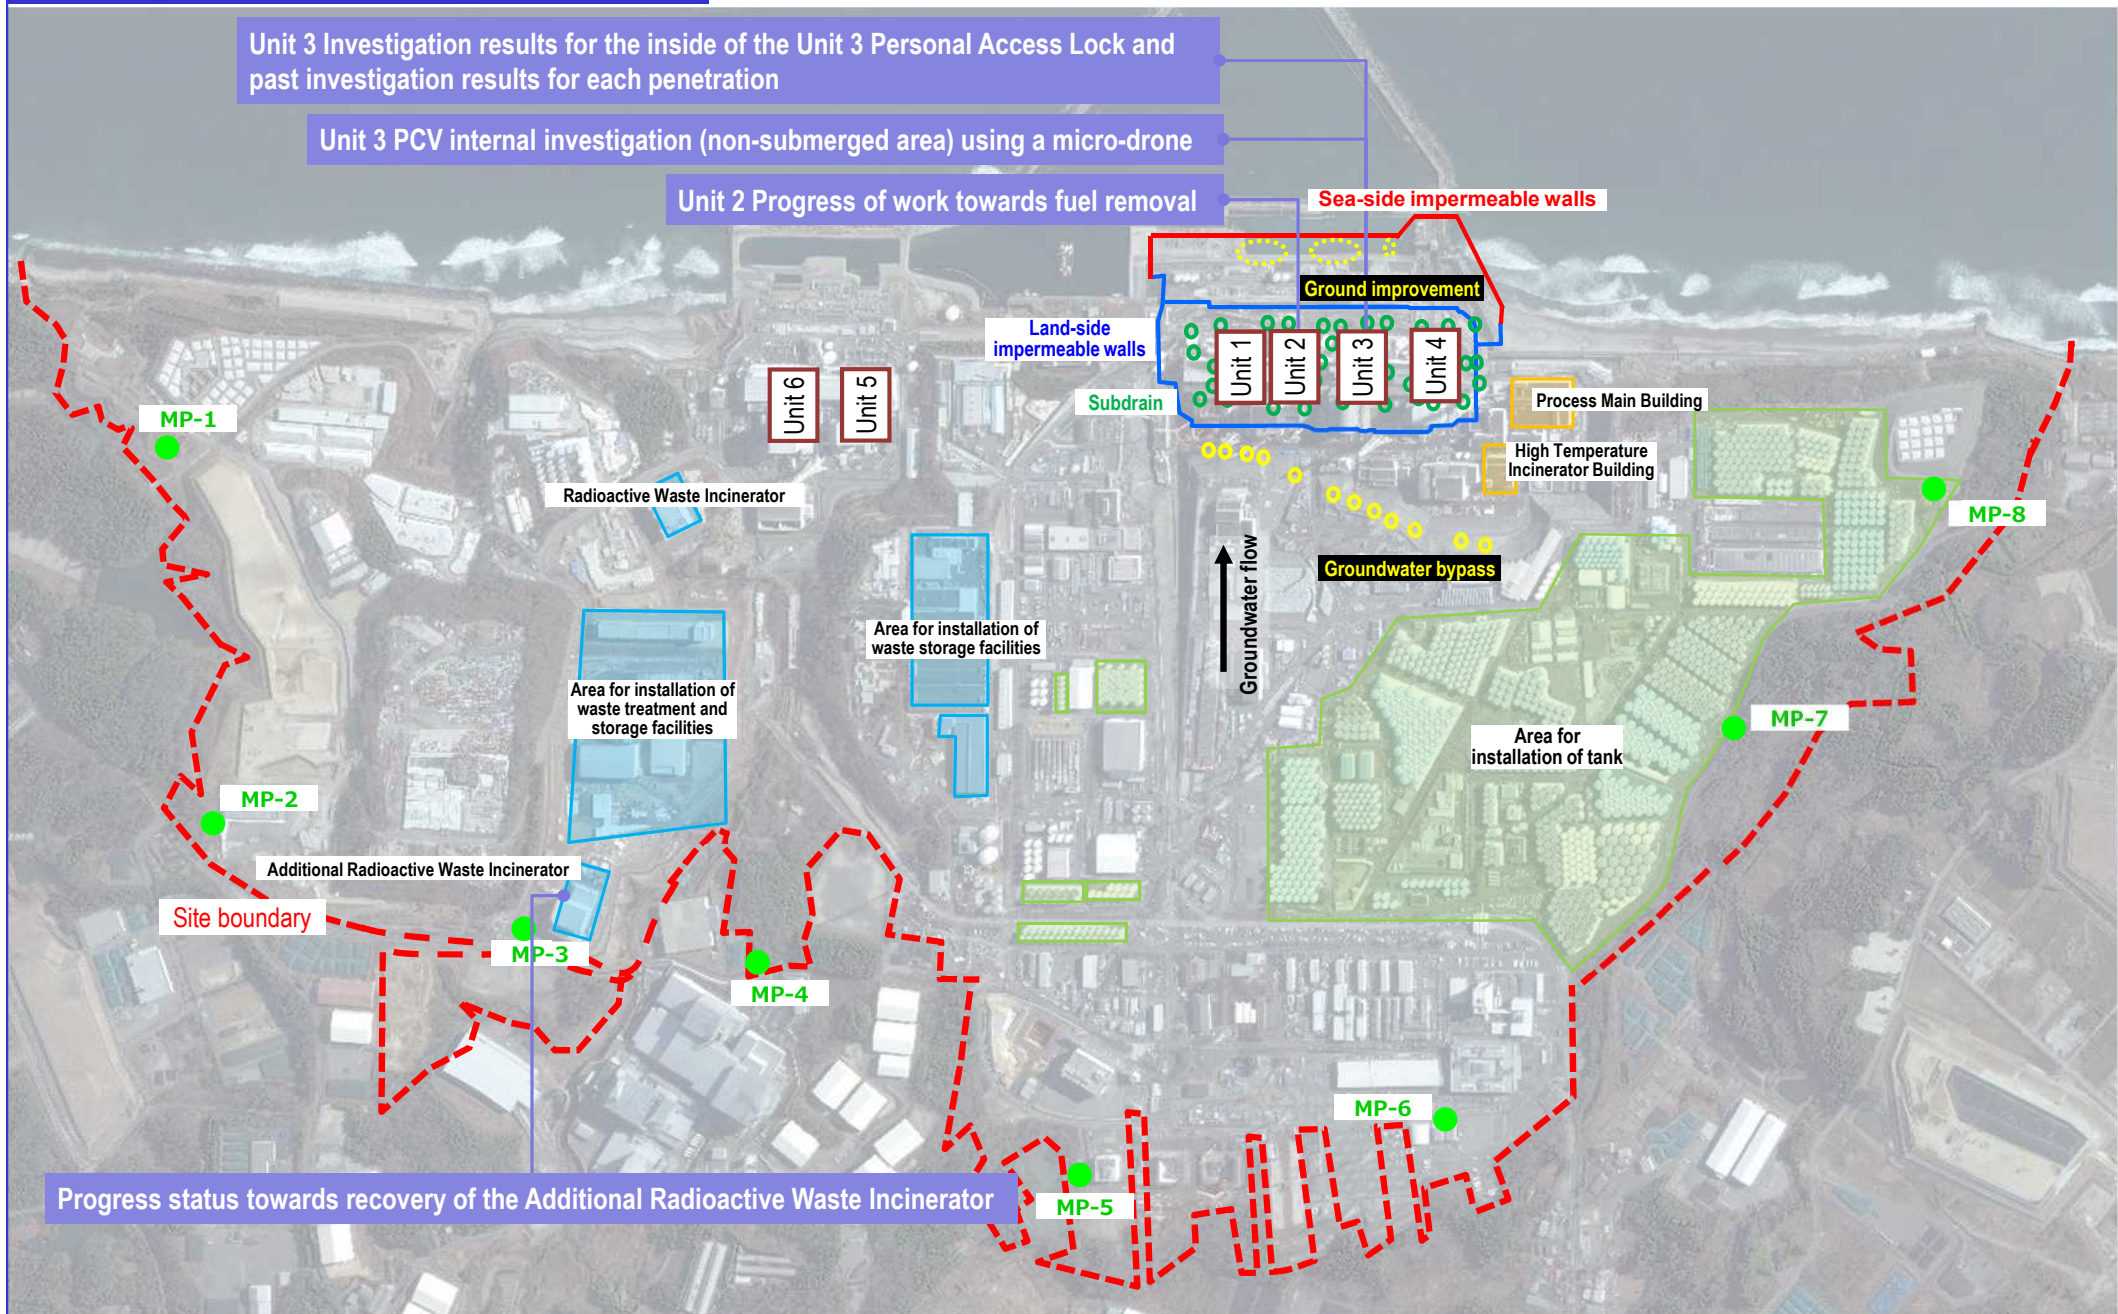 Unit 3 Investigation results for the inside of the Unit 3 Personal Access Lock and
past investigation results for each penetration
Unit 3 PCV internal investigation (non-submerged area) using a micro-drone
Unit 2 Progress of work towards fuel removal
Sea-side impermeable walls
Ground improvement
Land-side
impermeable walls
Unit 1
Unit 2
Unit 3
Unit 4
Unit 6
Unit 5
Subdrain
Process Main Building
MP-1
High Temperature
Incinerator Building
Radioactive Waste Incinerator
MP-8
Groundwater bypass
Groundwater flow
Area for installation of
waste storage facilities
Area for installation of
waste treatment and
storage facilities
MP-7
Area for
installation of tank
MP-2
Additional Radioactive Waste Incinerator
Site boundary
MP-3
MP-4
MP-6
Progress status towards recovery of the Additional Radioactive Waste Incinerator
MP-5